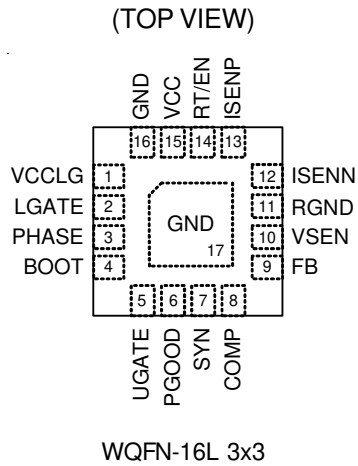 (TOP VIEW)
GND
VCC
RT/EN
ISENP
16 15 14 13
VCCLG 1
LGATE 2
PHASE 3
BOOT 4
GND
17
12 ISENN
11 RGND
10 VSEN
9 FB
5 6 7 8
UGATE
PGOOD
SYN
COMP
WQFN-16L 3x3